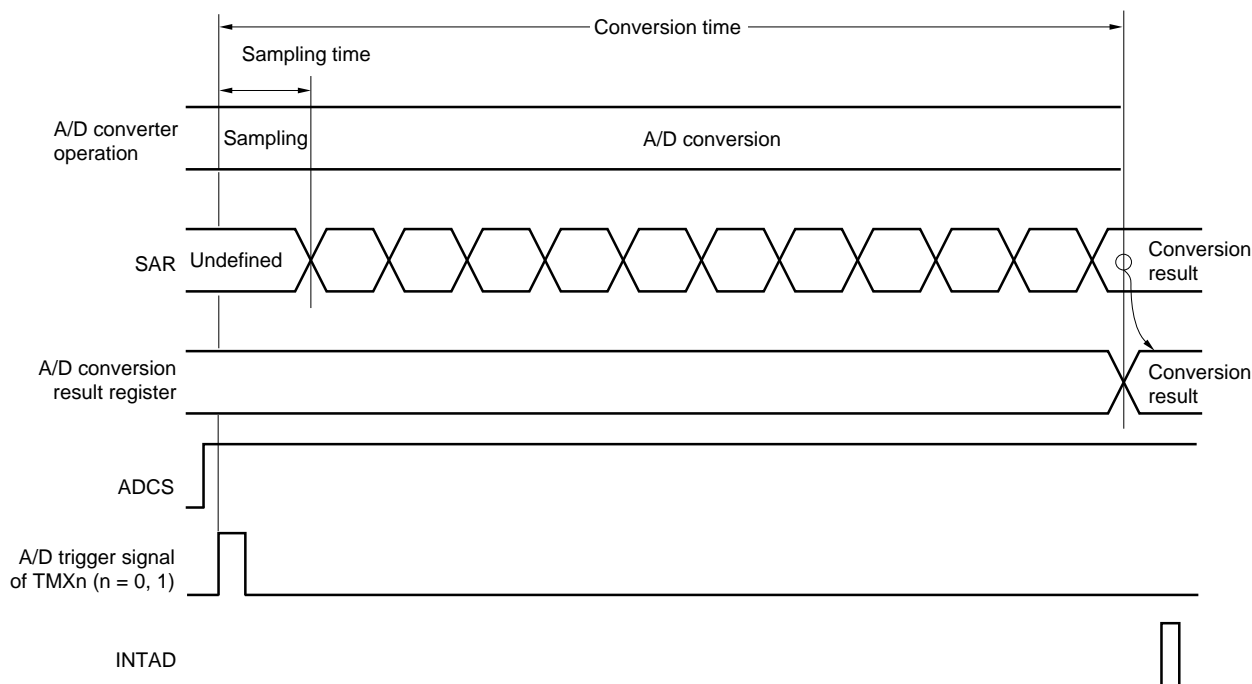 Conversion time
Sampling time
A/D converter
operation
Sampling
A/D conversion
SAR
Undefined
Conversion
result
A/D conversion
result register
Conversion
result
ADCS
A/D trigger signal
of TMXn (n = 0, 1)
INTAD